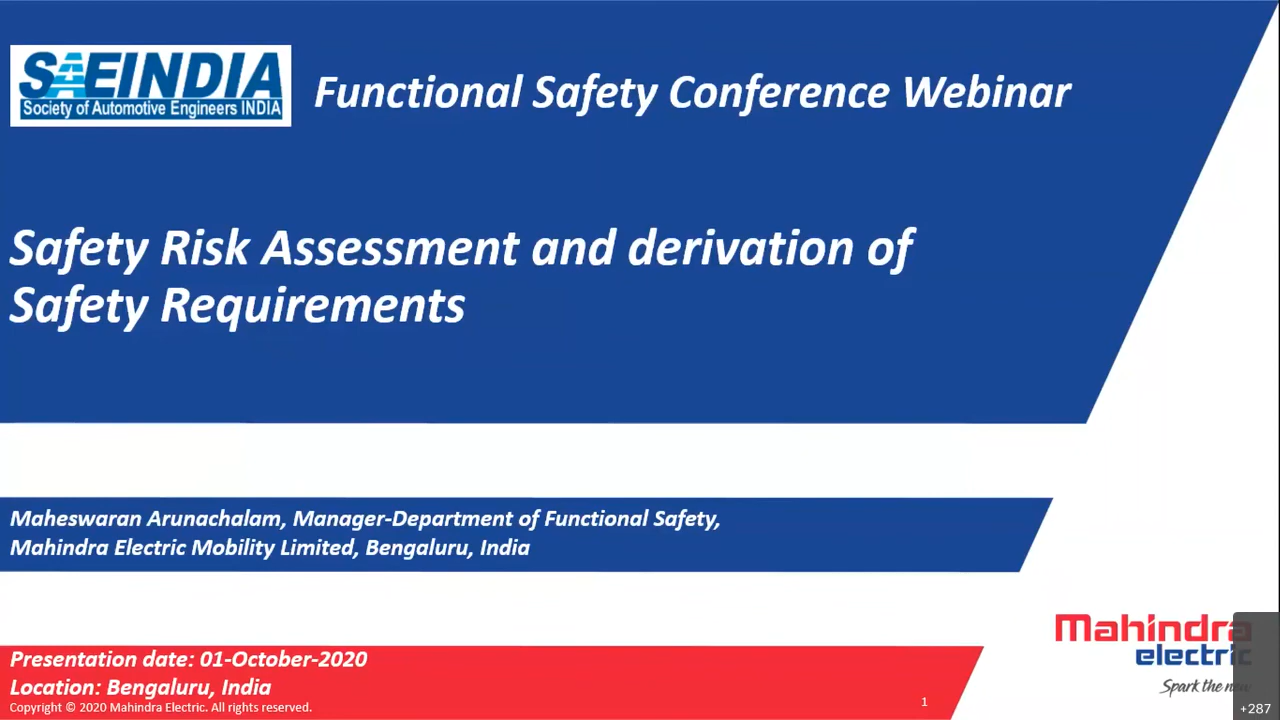 SAEINDIA
Society of Automotive Engineers INDIA
Functional Safety Conference Webinar
Safety Risk Assessment and derivation of
Safety Requirements
Maheswaran Arunachalam, Manager-Department of Functional Safety,
Mahindra Electric Mobility Limited, Bengaluru, India
Mahindra
electric
Spark the
Presentation date: 01-October-2020
Location: Bengaluru, India
Copyright © 2020 Mahindra Electric. All rights reserved.
1
+287